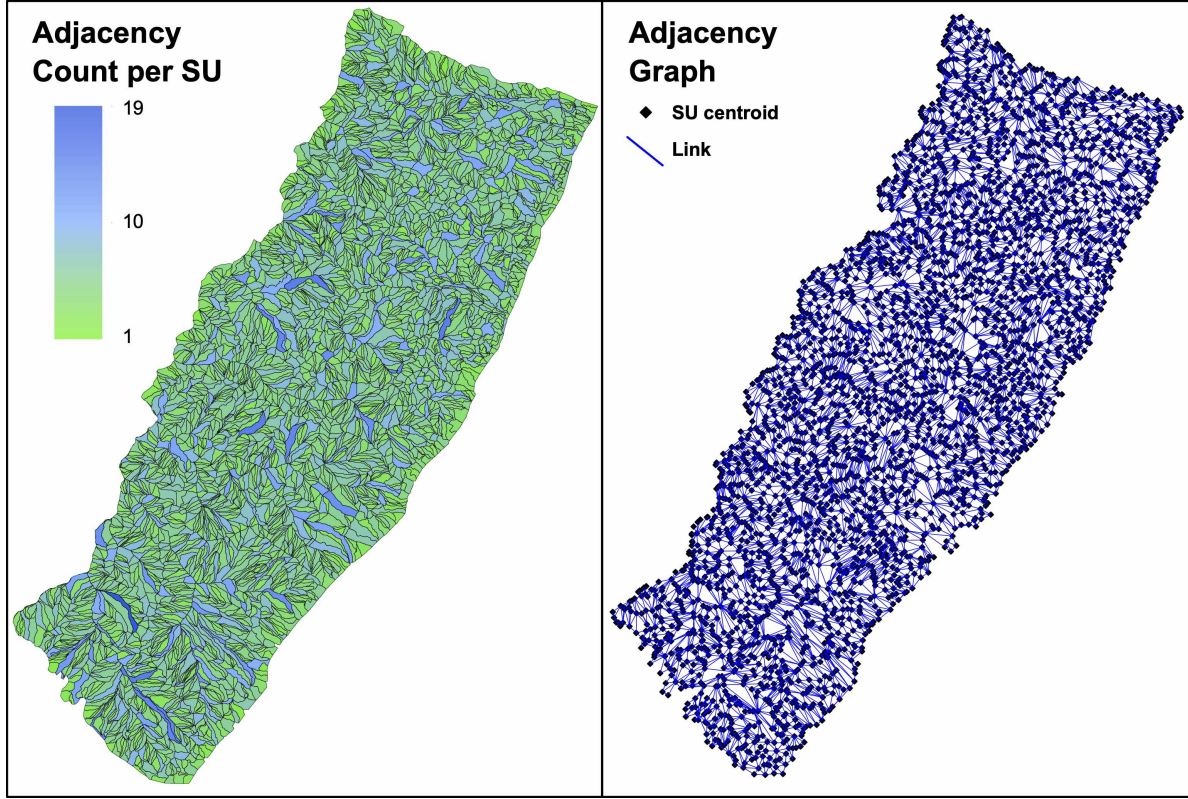 Adjacency
Count per SU
19
10
1
Adjacency
Graph
SU centroid
Link